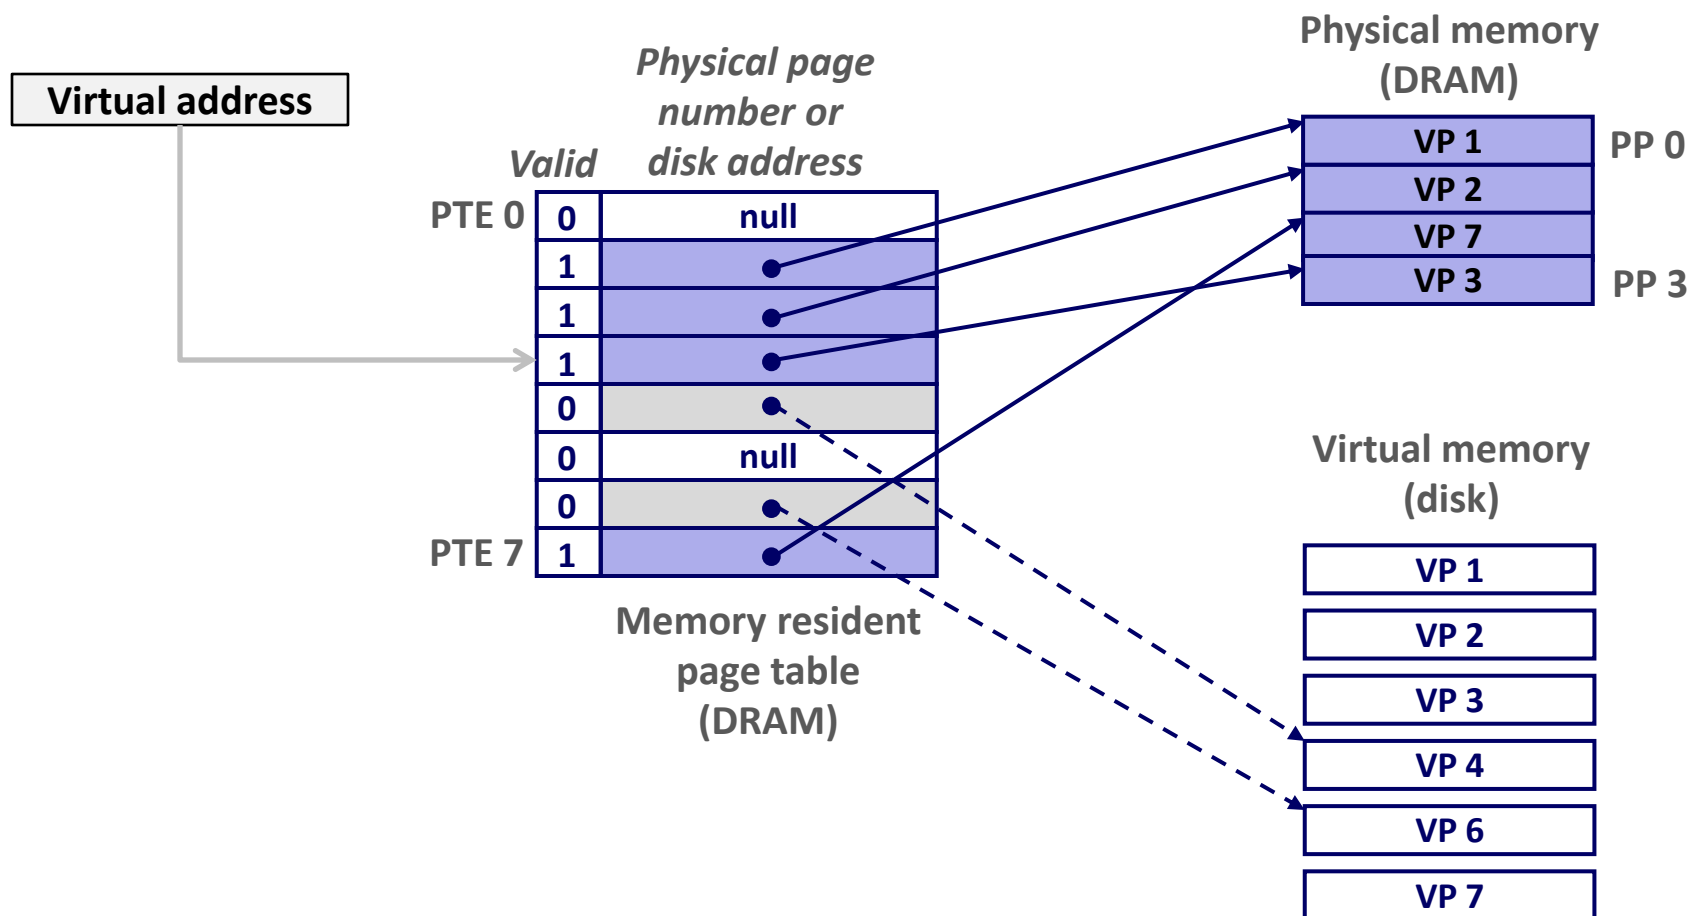 Virtual address
Physical page
number or
disk address
Valid
PTE 0
0
null
1
1
1
0
0
null
0
PTE 7
1
Memory resident
page table
(DRAM)
Physical memory
(DRAM)
VP 1
PP 0
VP 2
VP 7
VP 3
PP 3
Virtual memory
(disk)
VP 1
VP 2
VP 3
VP 4
VP 6
VP 7